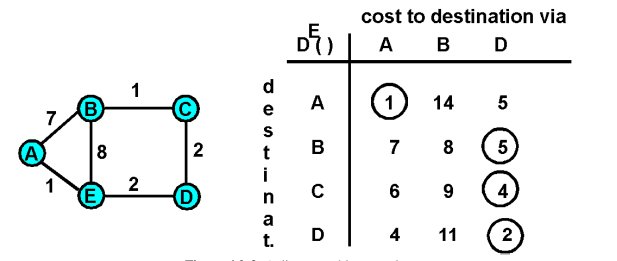 cost to destination via
E
D ( ) A B D
destinat.
A 1 14 5
B 7 8 5
C 6 9 4
D 4 11 2
B 1 C
7
8
2
A
1
E 2 D